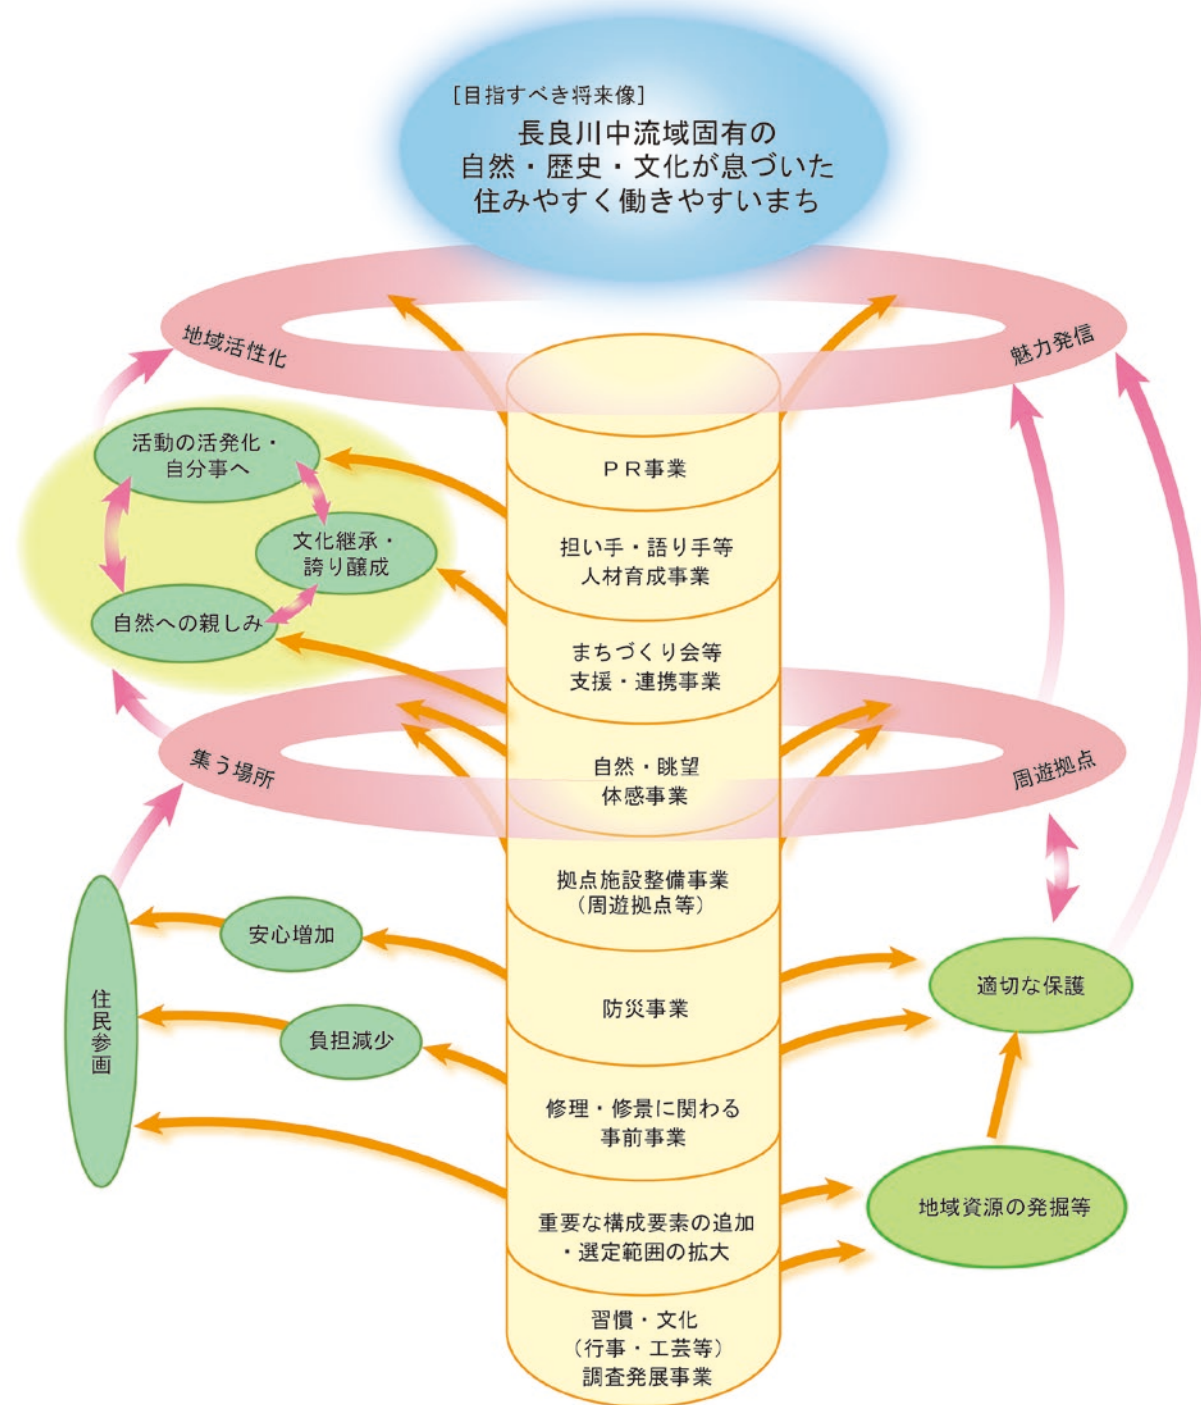 ［目指すべき将来像］
長良川中流域固有の
自然・歴史・文化が息づいた
住みやすく働きやすいまち
地域活性化
魅力発信
活動の活発化・
自分事へ
文化継承・
誇り醸成
自然への親しみ
集う場所
周遊拠点
ＰＲ事業
担い手・語り手等
人材育成事業
まちづくり会等
支援・連携事業
自然・眺望
体感事業
拠点施設整備事業
（周遊拠点等）
防災事業
修理・修景に関わる
事前事業
重要な構成要素の追加
・選定範囲の拡大
習慣・文化
（行事・工芸等）
調査発展事業
安心増加
負担減少
住民参画
適切な保護
地域資源の発掘等